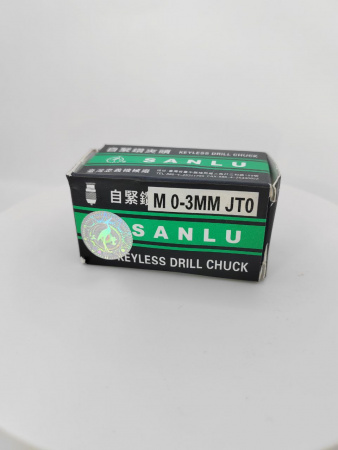 自緊鑽夾頭 KEYLESS DRILL CHUCK
SANLU
自緊鑽
M 0-3MM JT0
SANLU
KEYLESS DRILL CHUCK